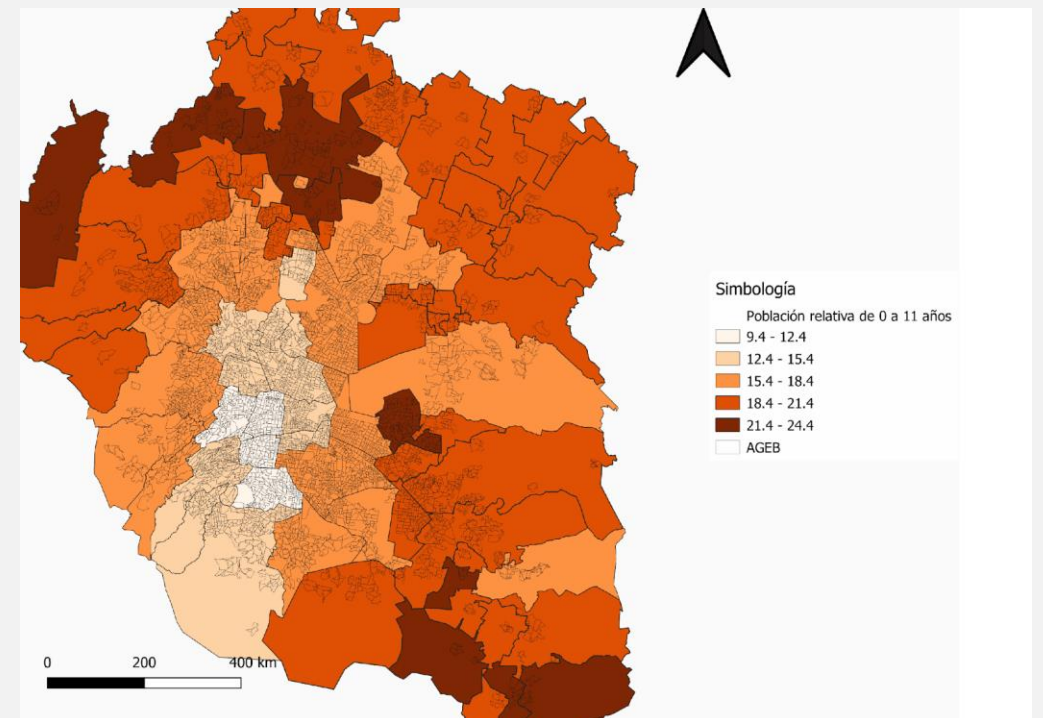 Simbología
Población relativa de 0 a 11 años
9.4 - 12.4
12.4 - 15.4
15.4 - 18.4
18.4 - 21.4
21.4 - 24.4
AGEB
0 200 400 km